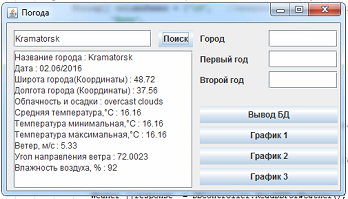 Погода
Kramatorsk
Поиск
Название города : Kramatorsk
Дата : 02.06/2016
Широта города(Координаты) : 48.72
Долгота города (Координаты) : 37.56
Облачность и осадки : overcast clouds
Средняя температура,°C : 16.16
Температура минимальная,°C : 16.16
Температура максимальная,°C : 16.16
Ветер, м/с : 5.33
Угол направления ветра : 72.0023
Влажность воздуха, % : 92
Город
Первый год
Второй год
Вывод БД
График 1
График 2
График 3